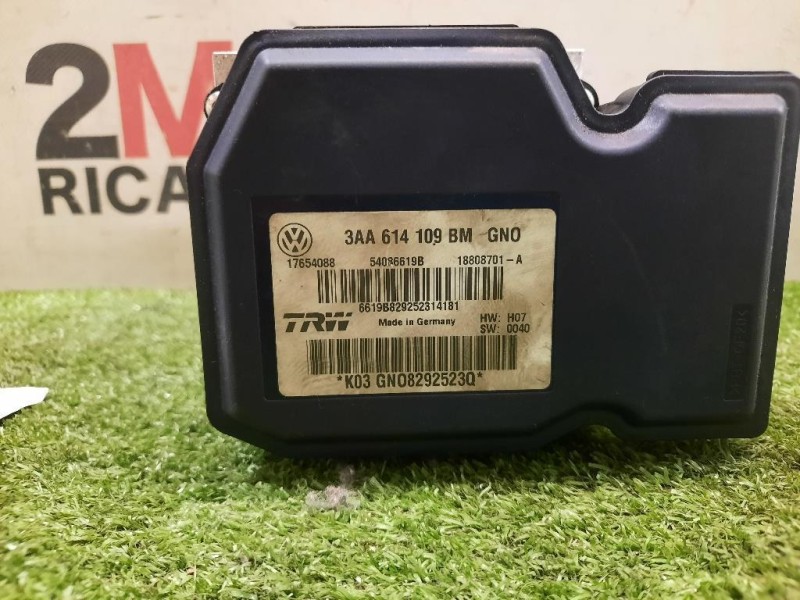 2M
RICA
3AA 614 109 BM GNO
17654088 54086619B 18808701-A
6619B829252314181
TRW Made in Germany HW: H07
SW: 0040
*K03 GNO8292523Q*